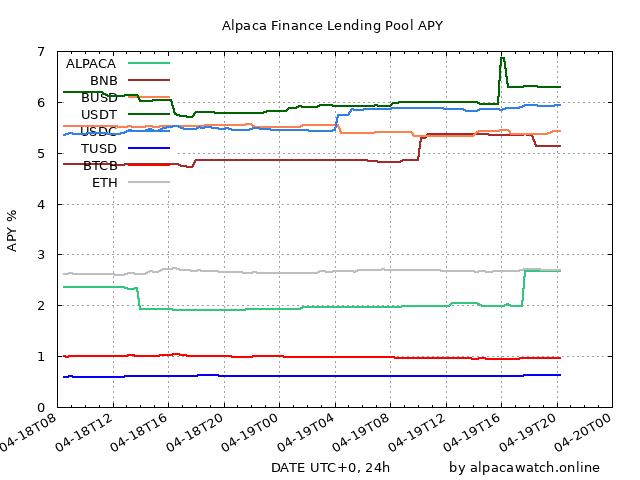 Alpaca Finance Lending Pool APY
7
6
5
4
3
2
1
0
APY %
ALPACA
BNB
BUSD
USDT
USDC
TUSD
BTCB
ETH
04-18T08
04-18T12
04-18T16
04-18T20
04-19T00
04-19T04
04-19T08
04-19T12
04-19T16
04-19T20
04-20T00
DATE UTC+0, 24h
by alpacawatch.online